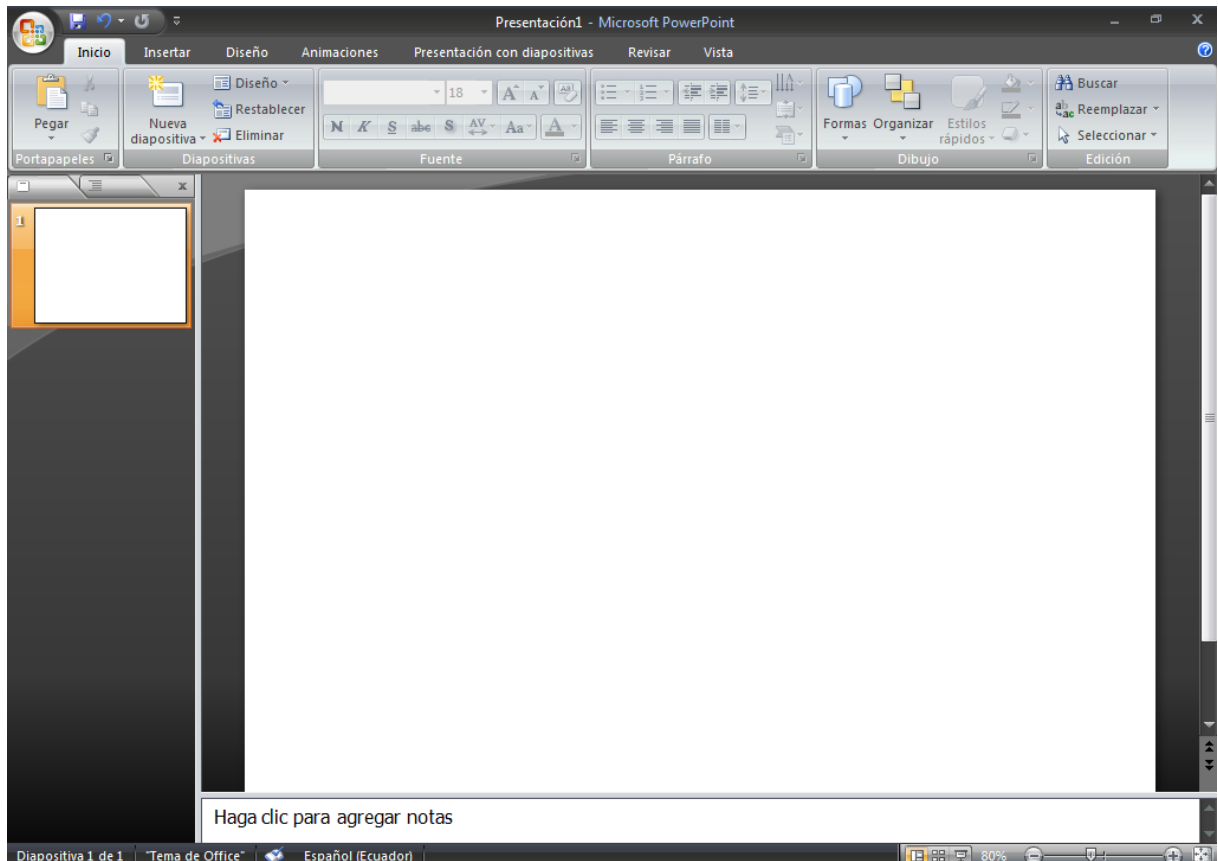 Presentación1 - Microsoft PowerPoint
Inicio Insertar Diseño Animaciones Presentación con diapositivas Revisar Vista
Pegar
Portapapeles
Nueva diapositiva
Diseño
Restablecer
Eliminar
Diapositivas
18
A A Aa
N K S abc S AV Aa A
Fuente
Párrafo
Formas Organizar Estilos rápidos
Dibujo
Buscar
Reemplazar
Seleccionar
Edición
1
Haga clic para agregar notas
Diapositiva 1 de 1 "Tema de Office" Español (Ecuador) 80%